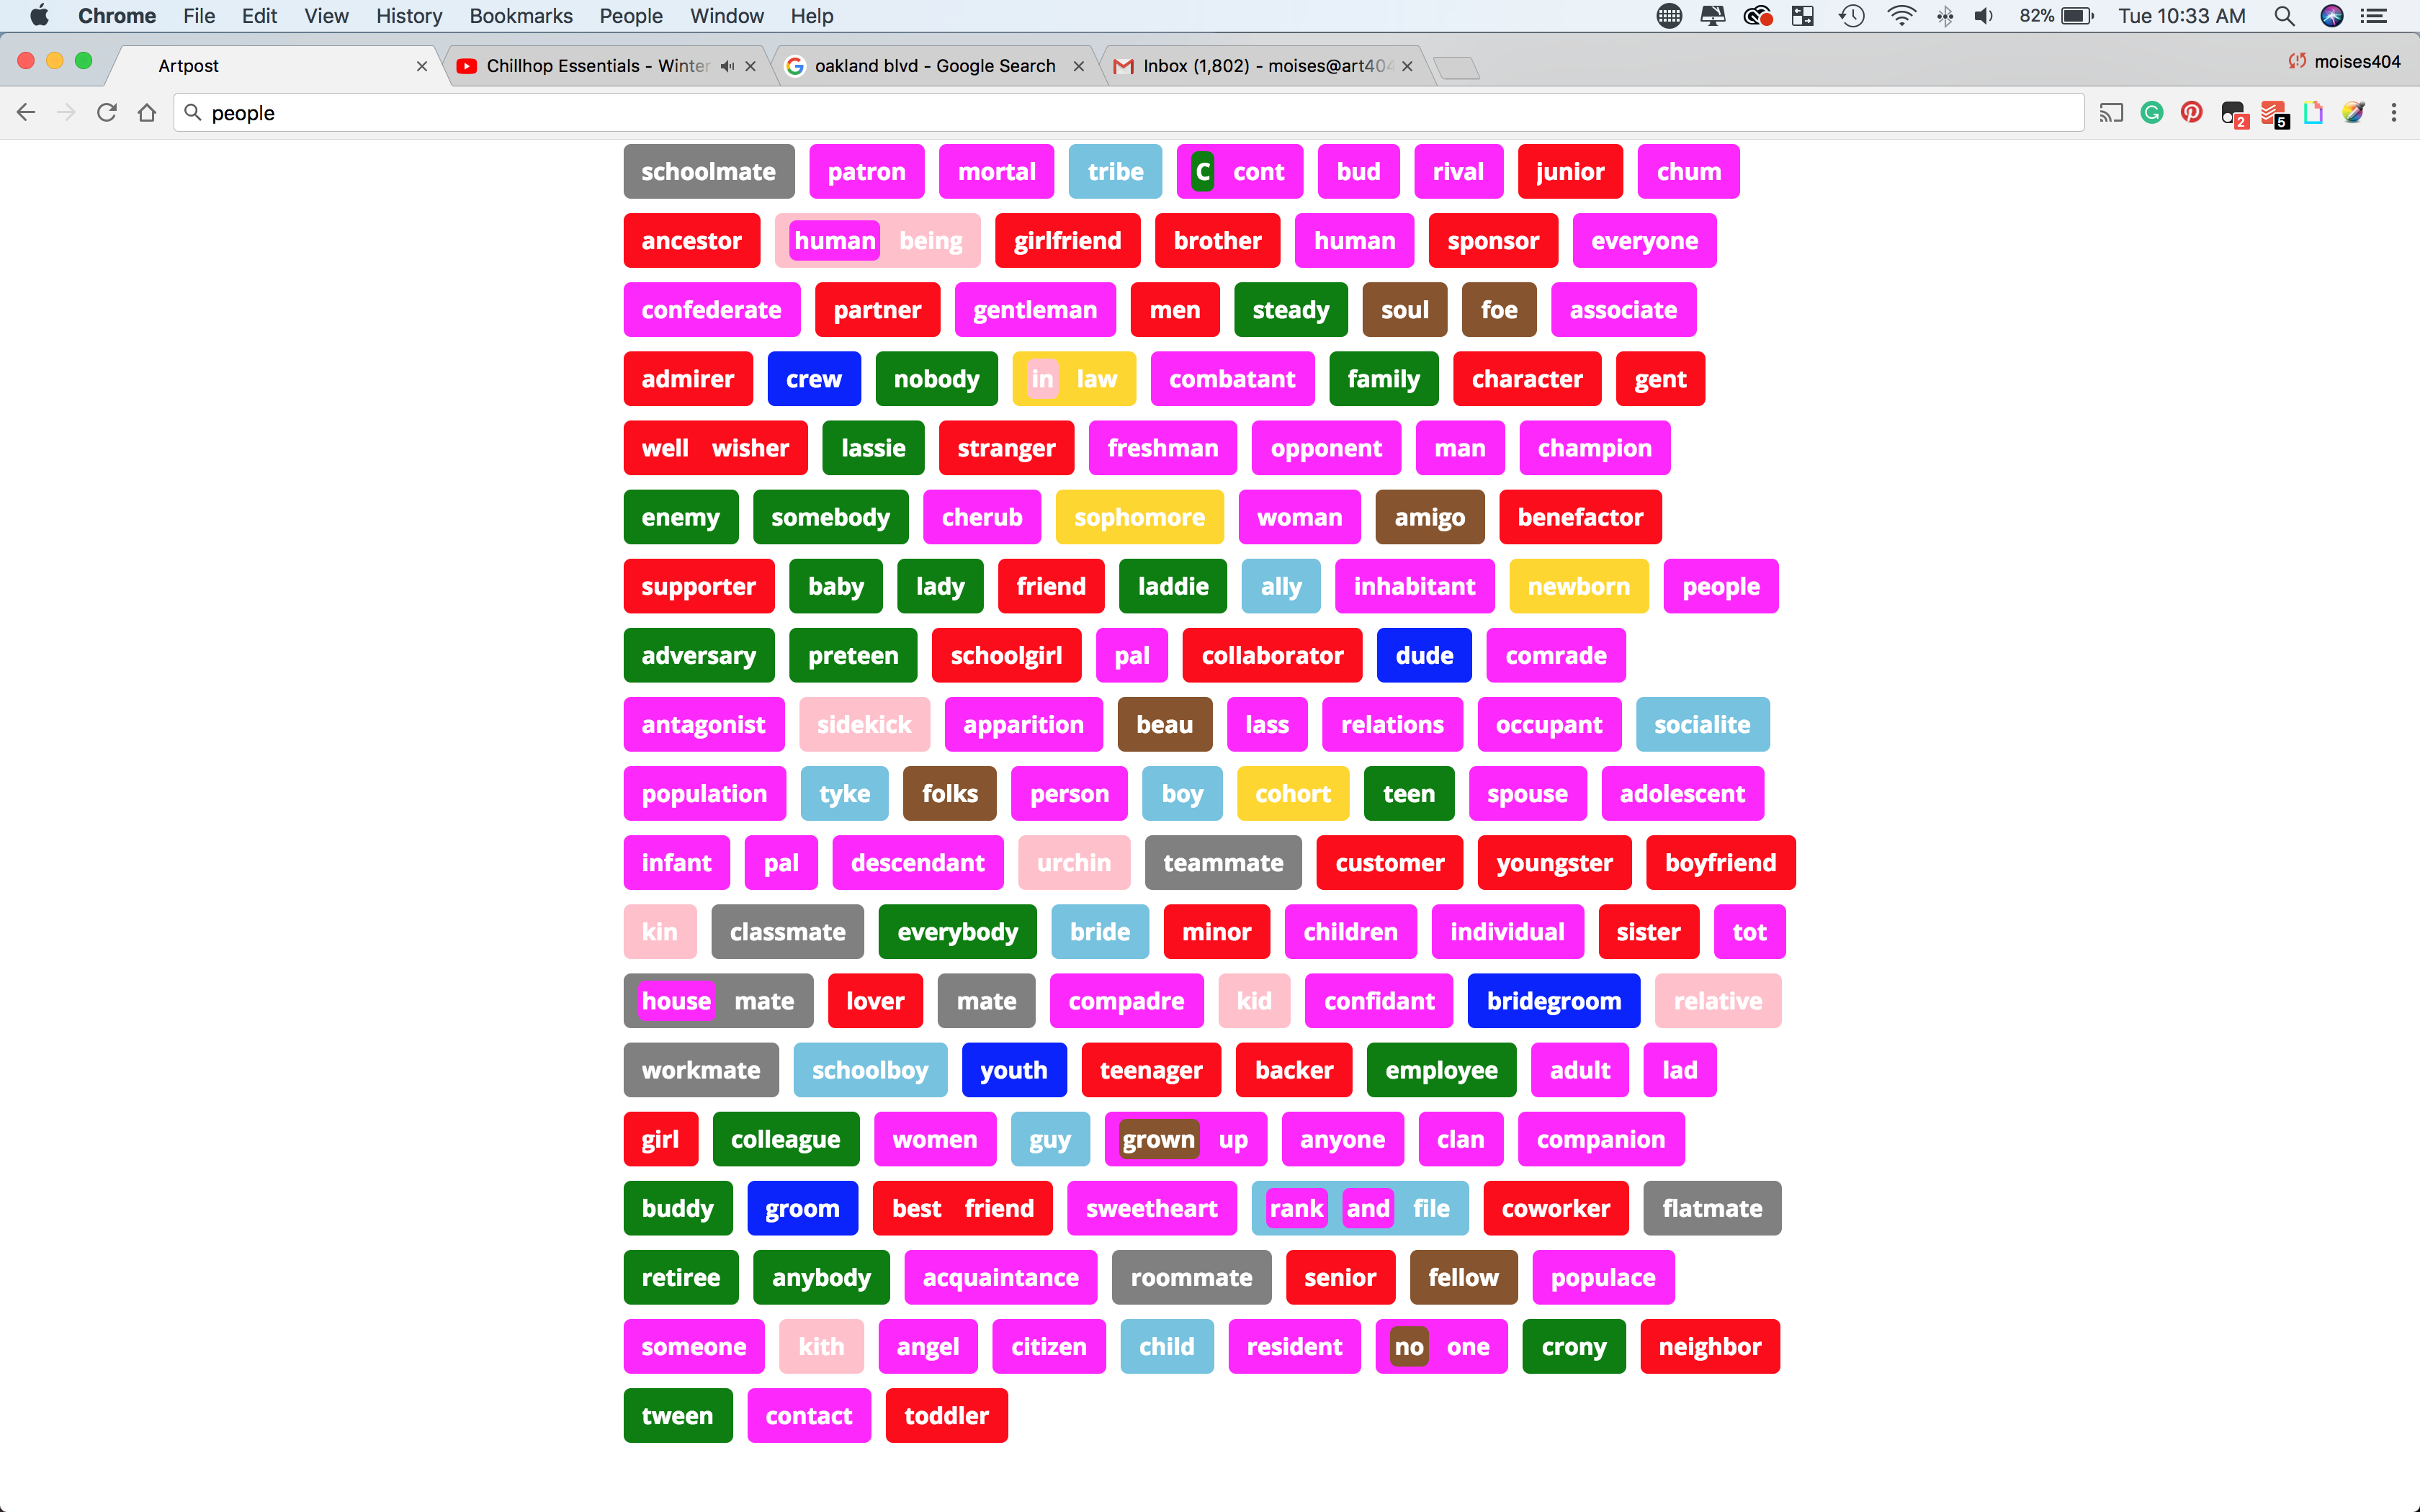 Chrome File Edit View History Bookmarks People Window Help 82% Tue 10:33 AM
Artpost Chillhop Essentials - Winter oakland blvd - Google Search Inbox (1,802) - moises@art404 moises404
people 2 5
schoolmate patron mortal tribe C cont bud rival junior chum
ancestor human being girlfriend brother human sponsor everyone
confederate partner gentleman men steady soul foe associate
admirer crew nobody in law combatant family character gent
well wisher lassie stranger freshman opponent man champion
enemy somebody cherub sophomore woman amigo benefactor
supporter baby lady friend laddie ally inhabitant newborn people
adversary preteen schoolgirl pal collaborator dude comrade
antagonist sidekick apparition beau lass relations occupant socialite
population tyke folks person boy cohort teen spouse adolescent
infant pal descendant urchin teammate customer youngster boyfriend
kin classmate everybody bride minor children individual sister tot
house mate lover mate compadre kid confidant bridegroom relative
workmate schoolboy youth teenager backer employee adult lad
girl colleague women guy grown up anyone clan companion
buddy groom best friend sweetheart rank and file coworker flatmate
retiree anybody acquaintance roommate senior fellow populace
someone kith angel citizen child resident no one crony neighbor
tween contact toddler